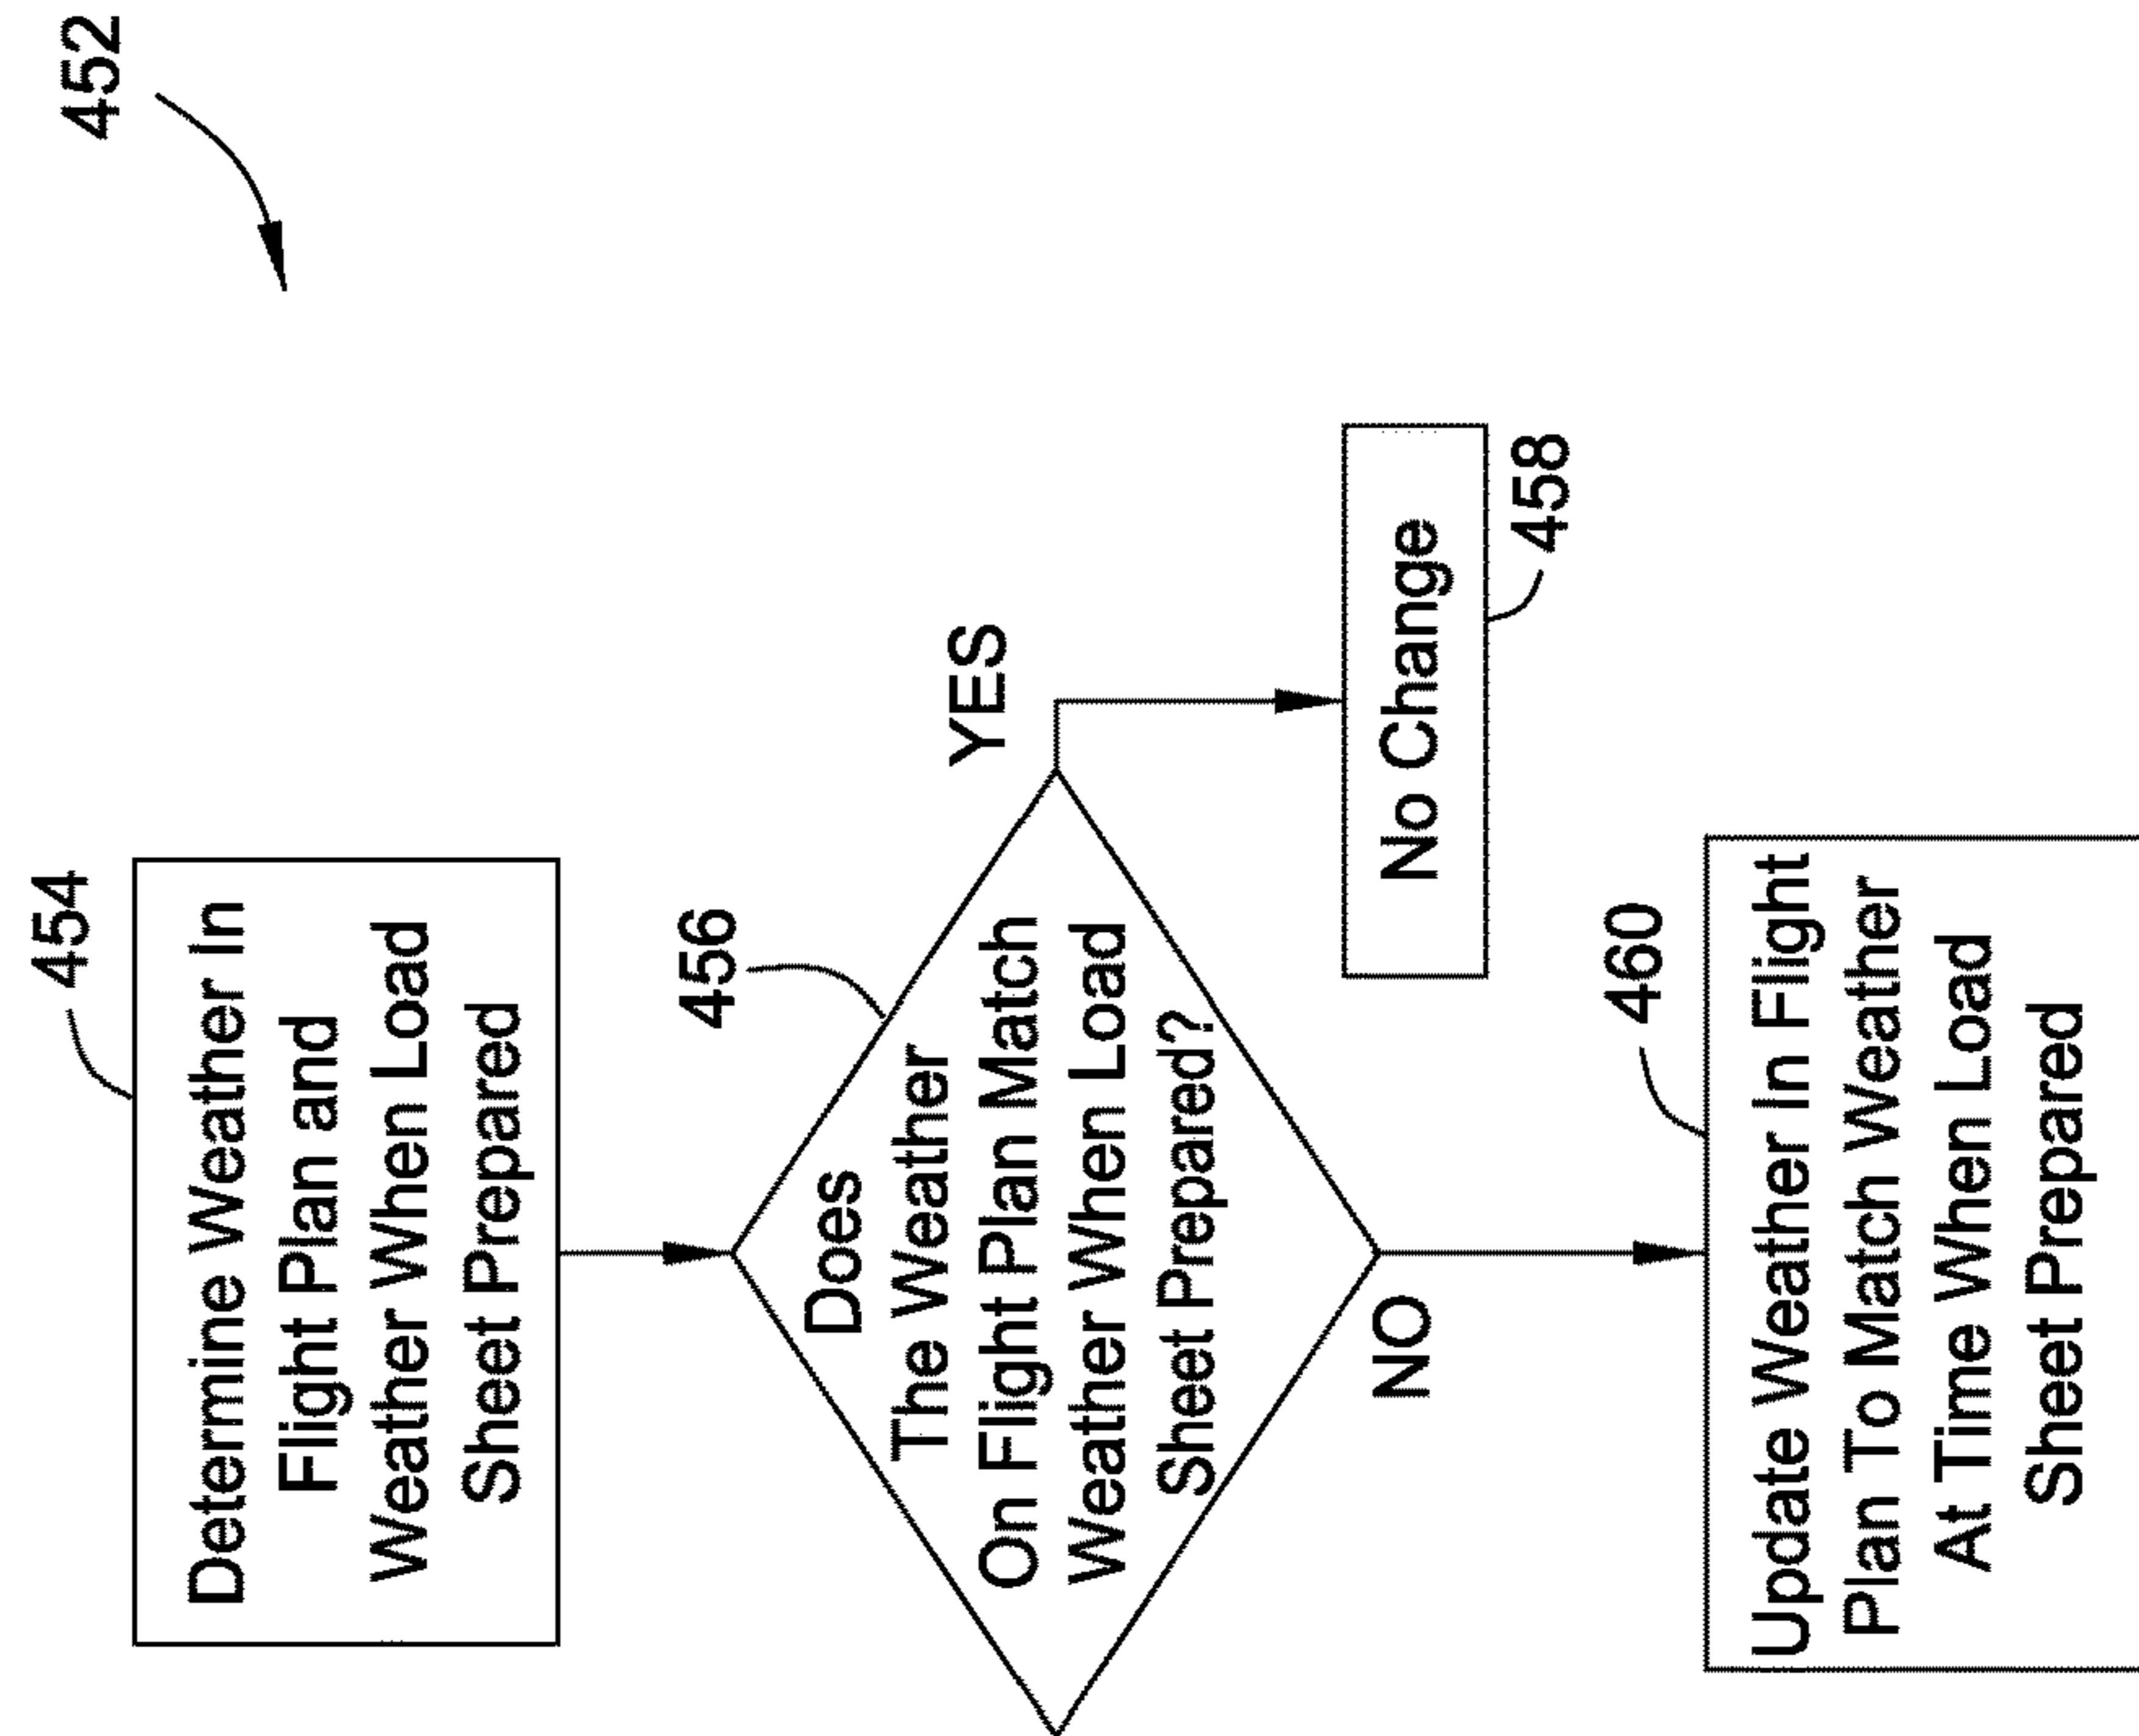 452
454
Determine Weather In
Flight Plan and
Weather When Load
Sheet Prepared
456
Does
The Weather
On Flight Plan Match
Weather When Load
Sheet Prepared?
YES
No Change
458
NO
460
Update Weather In Flight
Plan To Match Weather
At Time When Load
Sheet Prepared